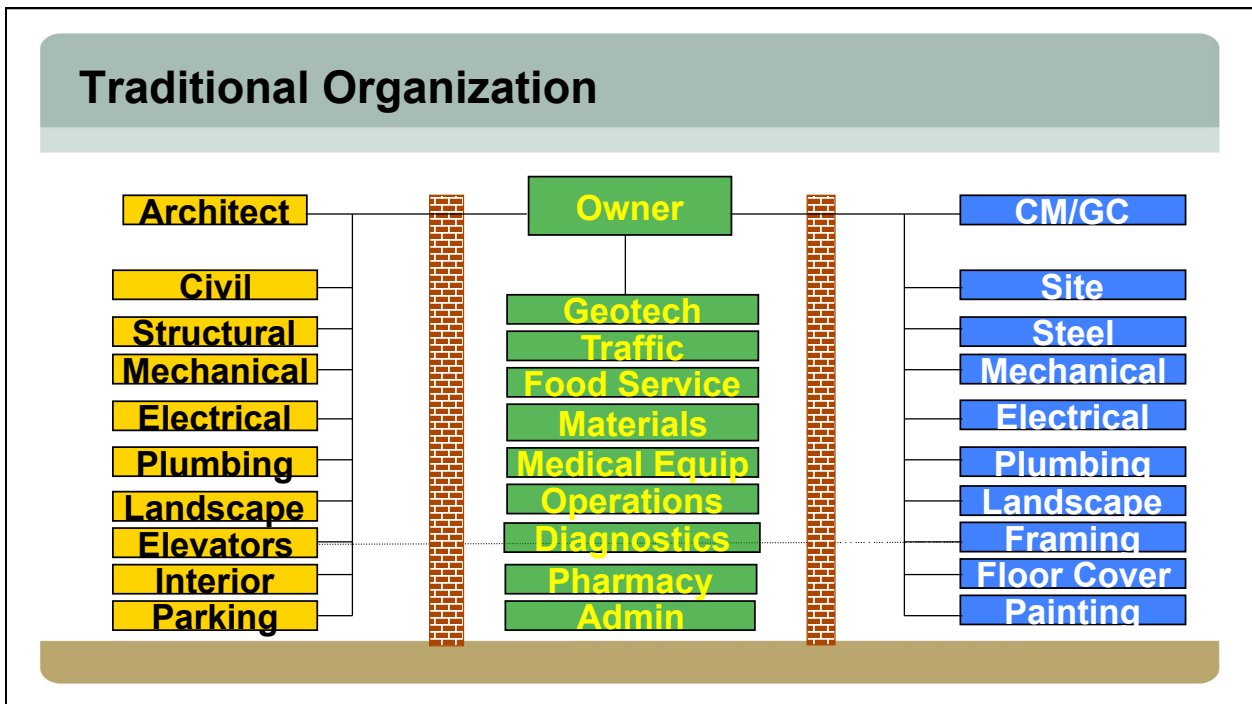 Traditional Organization
Architect
Civil
Structural
Mechanical
Electrical
Plumbing
Landscape
Elevators
Interior
Parking
Owner
Geotech
Traffic
Food Service
Materials
Medical Equip
Operations
Diagnostics
Pharmacy
Admin
CM/GC
Site
Steel
Mechanical
Electrical
Plumbing
Landscape
Framing
Floor Cover
Painting